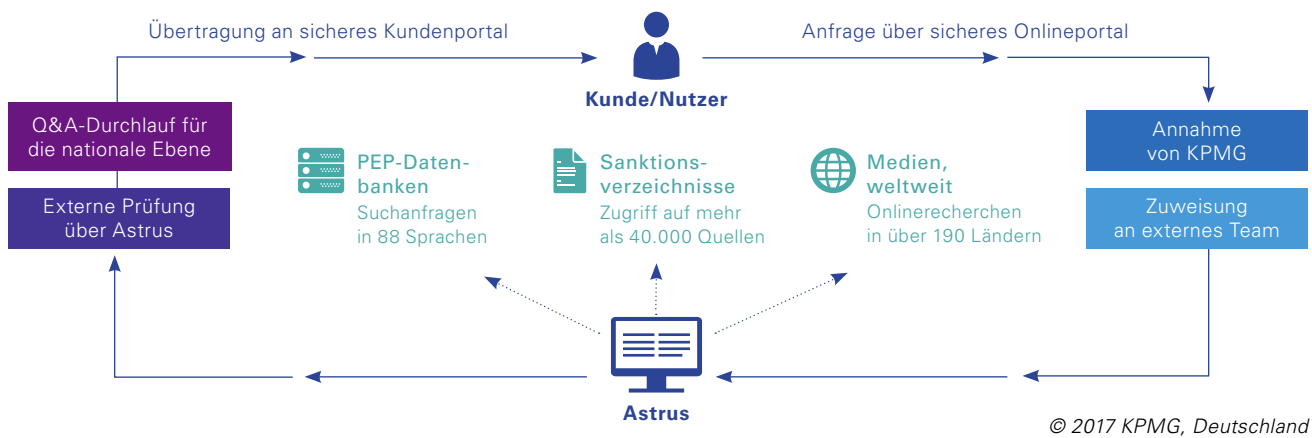 Übertragung an sicheres Kundenportal
Anfrage über sicheres Onlineportal
Kunde/Nutzer
Q&A-Durchlauf für
die nationale Ebene
Externe Prüfung
über Astrus
PEP-Daten-
banken
Suchanfragen
in 88 Sprachen
Sanktions-
verzeichnisse
Zugriff auf mehr
als 40.000 Quellen
Medien,
weltweit
Onlinerecherchen
in über 190 Ländern
Annahme
von KPMG
Zuweisung
an externes Team
Astrus
© 2017 KPMG, Deutschland